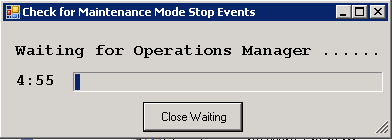 Check for Maintenance Mode Stop Events
Waiting for Operations Manager ......
4:55
Close Waiting